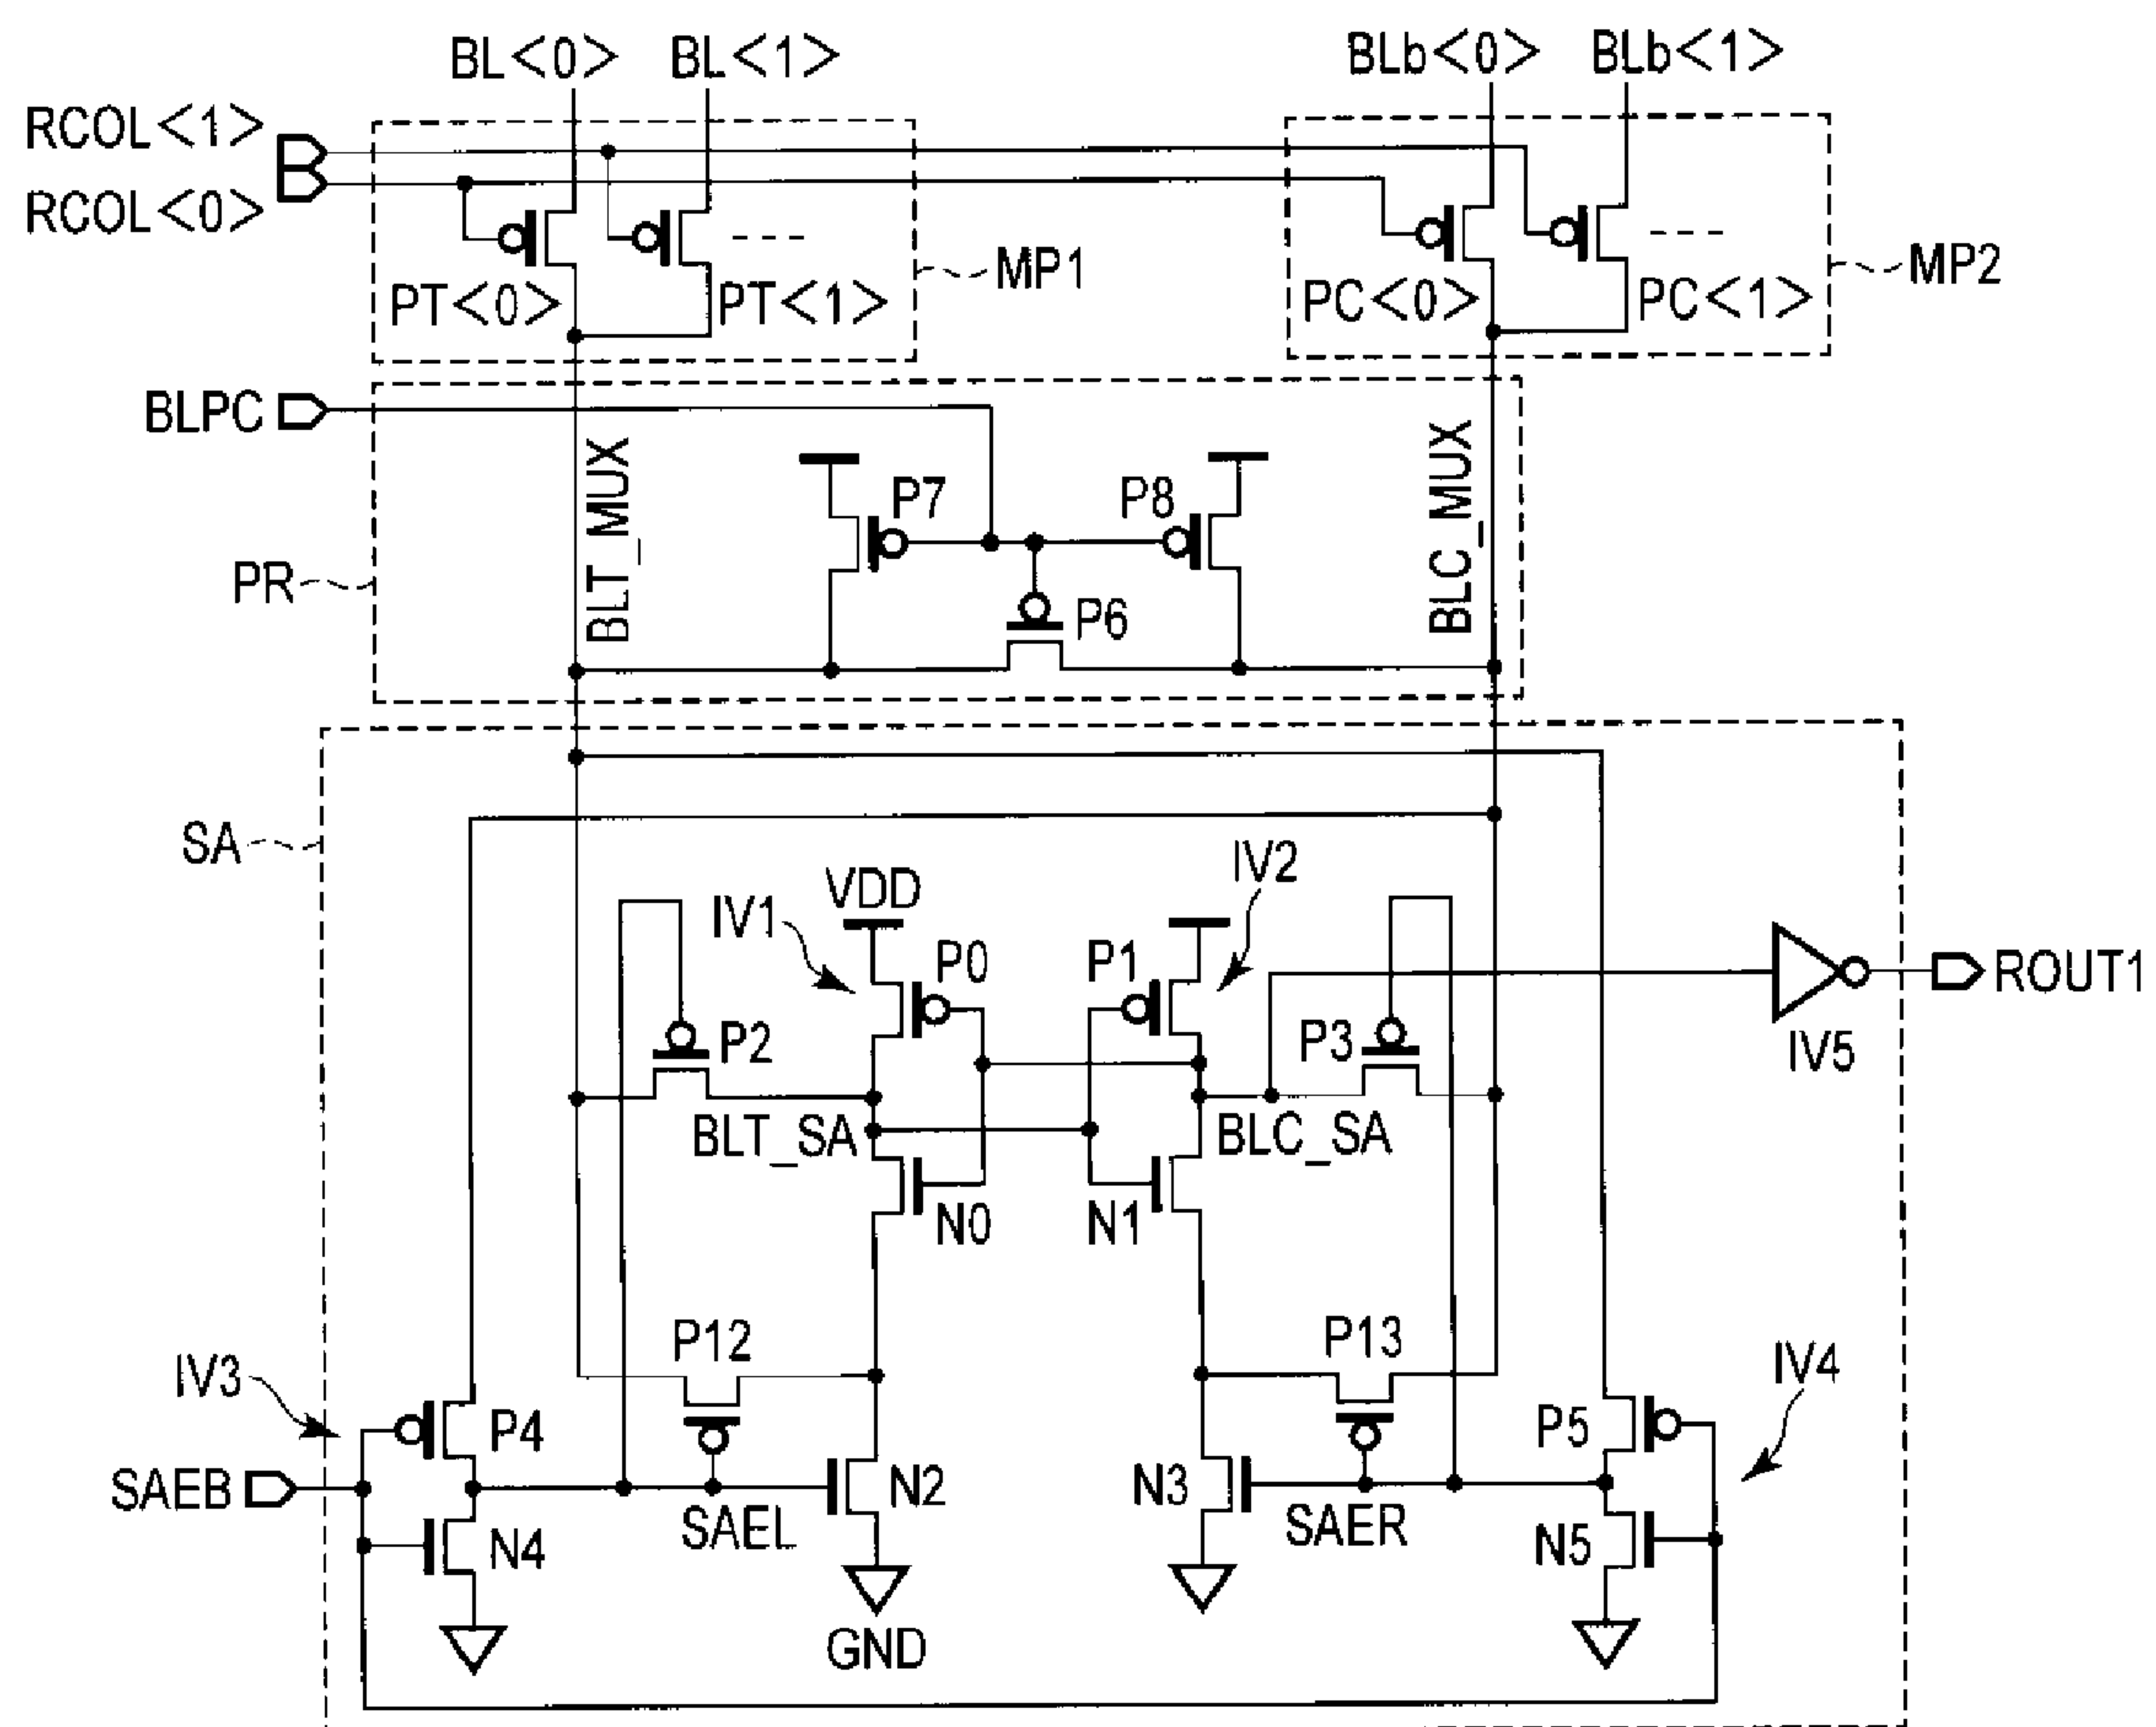 BL<0> BL<1> BLb<0> BLb<1>
RCOL<1>
RCOL<0>
MP1
MP2
PT<0> PT<1> PC<0> PC<1>
BLPC
BLT_MUX
BLC_MUX
P7 P8
PR
P6
SA
VDD
IV1
IV2
P0 P1
ROUT1
P2 P3
IV5
BLT_SA BLC_SA
N0 N1
P12 P13
IV3
IV4
P4 P5
SAEB
N2 N3
SAEL SAER
N4 N5
GND